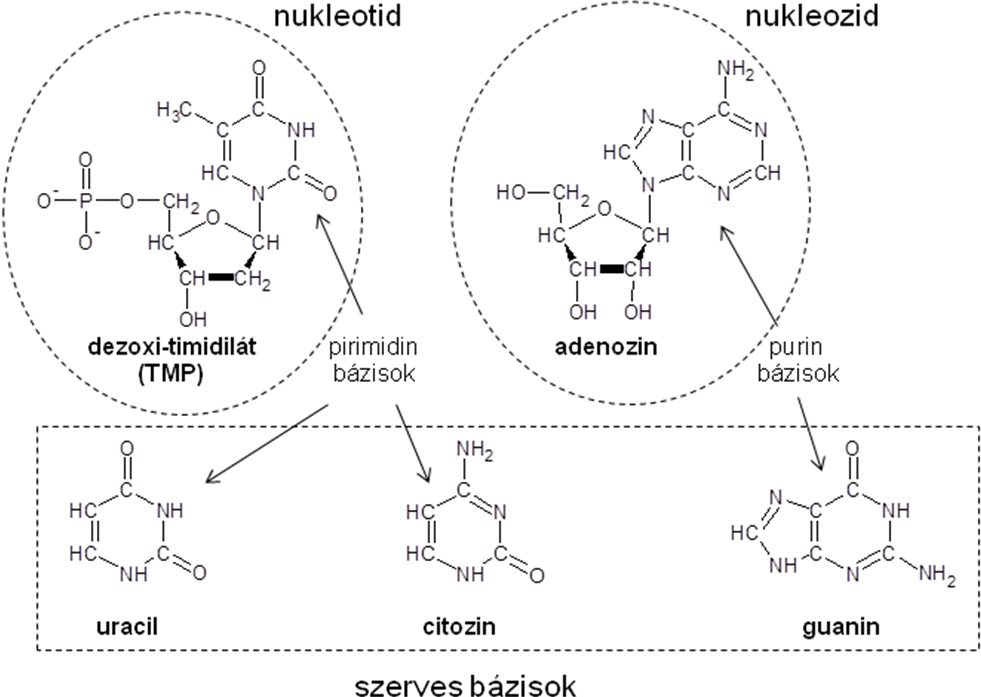 nukleotid
nukleozid
O
H₃C
C
C
NH
HC
C
N
O
O
O⁻
P
O
CH₂
O⁻
O
HC
CH
CH
CH₂
OH
dezoxi-timidilát
(TMP)
NH₂
N
C
C
N
HC
N
C
N
CH
HO
CH₂
O
HC
CH
CH
CH
OH
OH
adenozin
pirimidin
bázisok
purin
bázisok
O
HC
C
NH
HC
C
NH
O
uracil
NH₂
HC
C
N
HC
C
NH
O
citozin
O
N
C
C
NH
HC
NH
C
N
C
NH₂
guanin
szerves bázisok